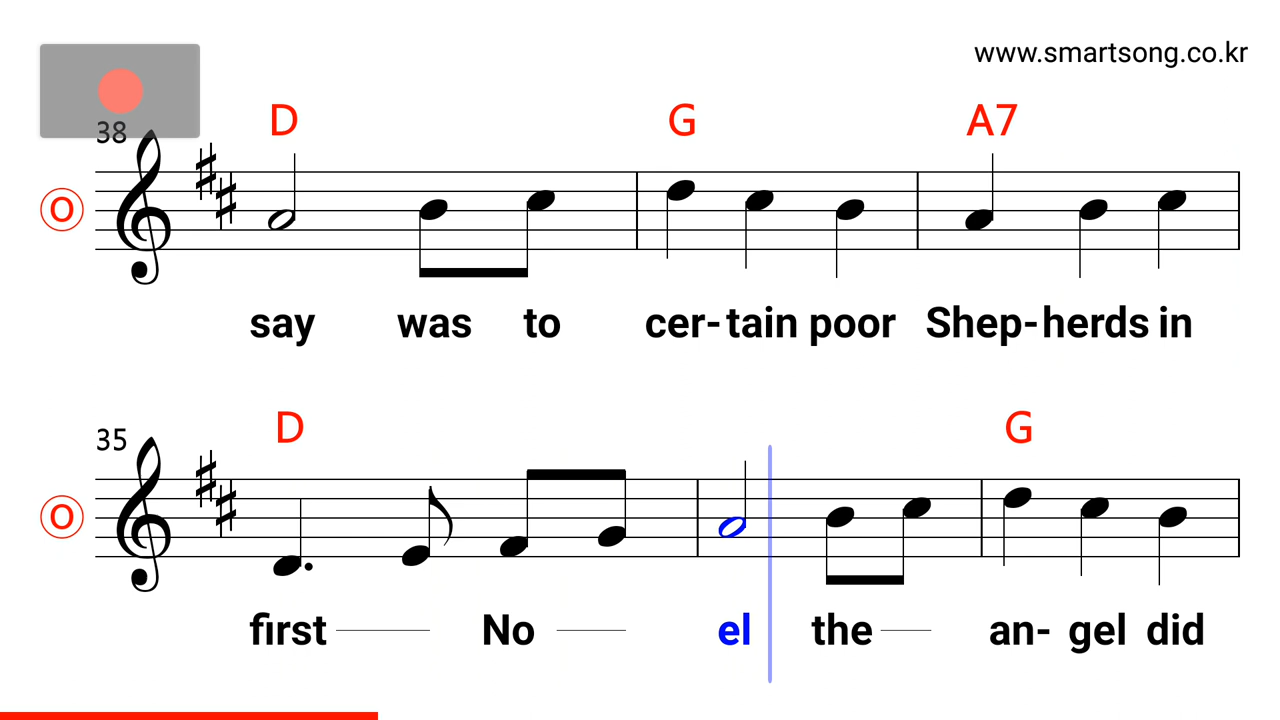 www.smartsong.co.kr
D G A7
38
O
say was to cer-tain poor Shep-herds in
D G
35
O
first No el the an- gel did